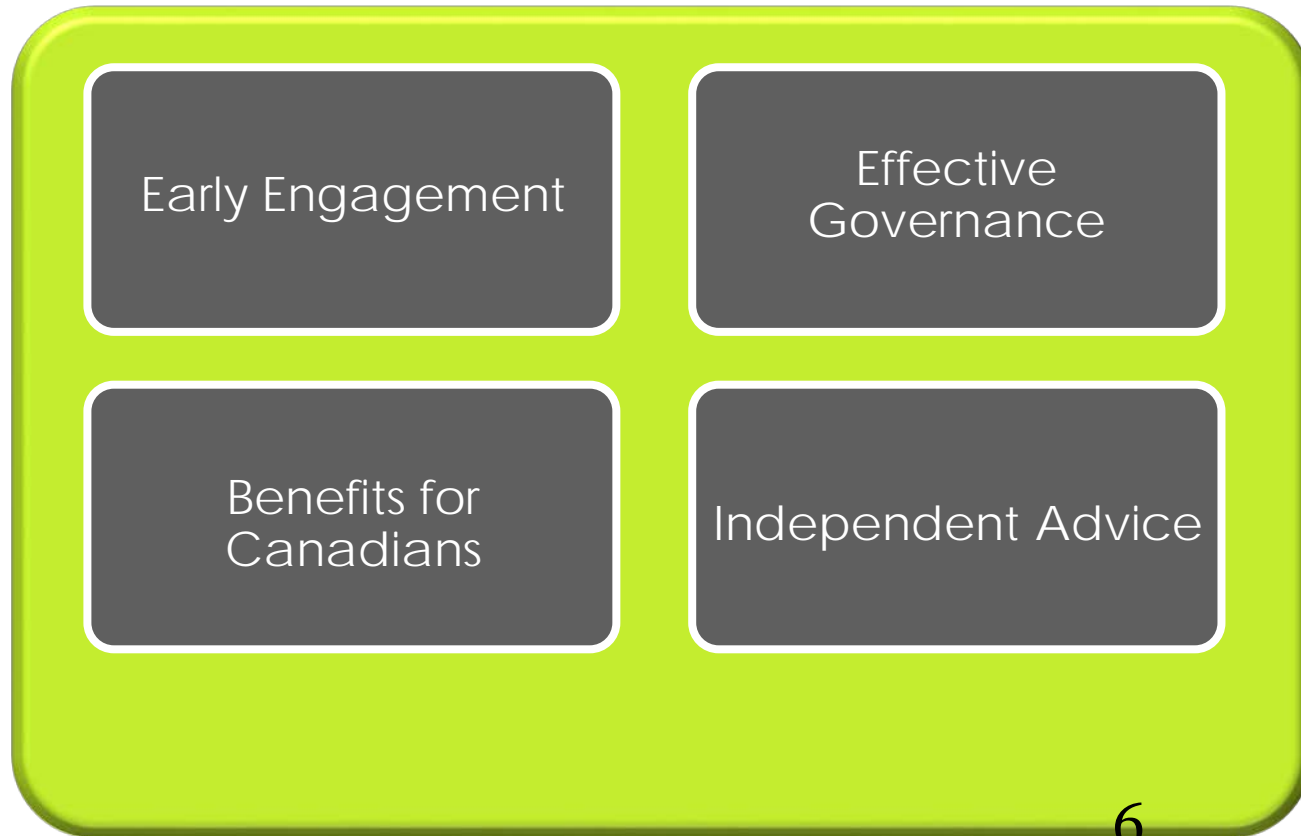 Early Engagement
Effective
Governance
Benefits for
Canadians
Independent Advice
6